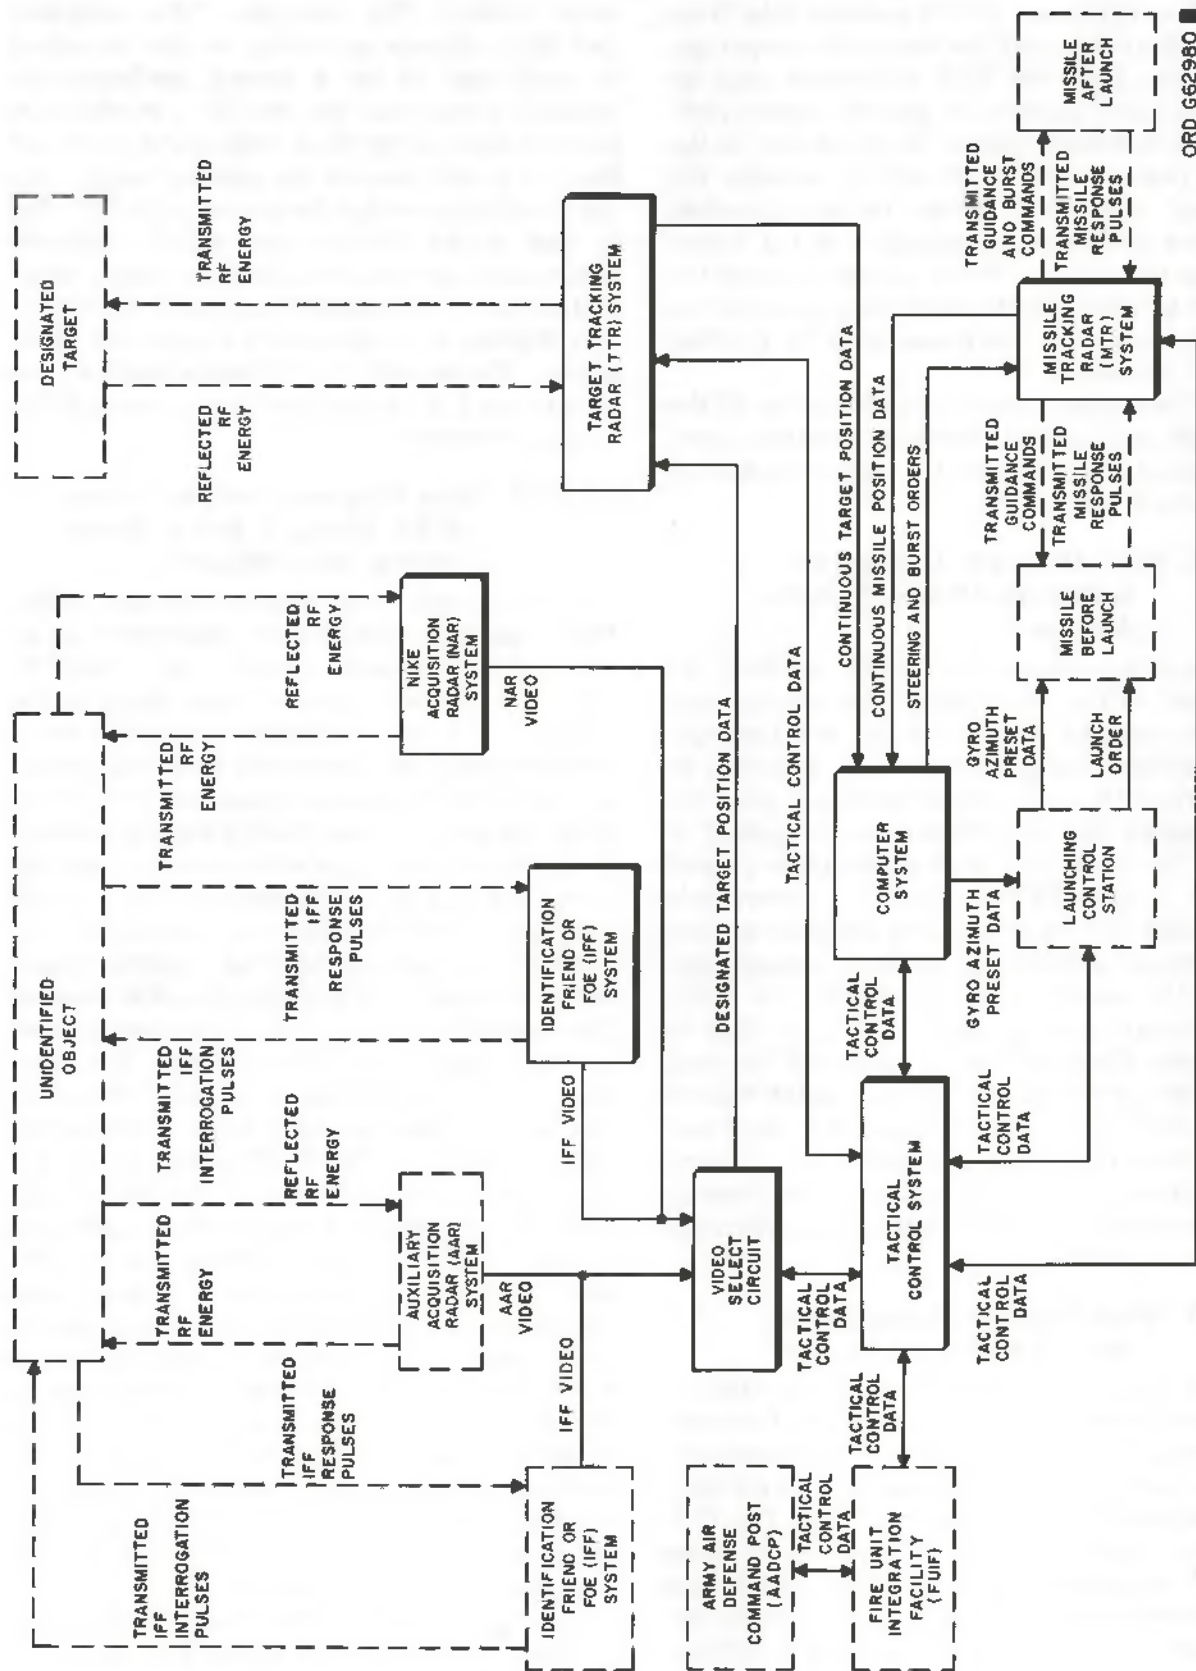 UNIDENTIFIED
OBJECT
DESIGNATED
TARGET
TRANSMITTED
IFF
INTERROGATION
PULSES
TRANSMITTED
IFF
RESPONSE
PULSES
TRANSMITTED
RF
ENERGY
REFLECTED
RF
ENERGY
TRANSMITTED
IFF
INTERROGATION
PULSES
TRANSMITTED
IFF
RESPONSE
PULSES
TRANSMITTED
RF
ENERGY
REFLECTED
RF
ENERGY
REFLECTED
RF
ENERGY
TRANSMITTED
RF
ENERGY
IDENTIFICATION
FRIEND OR
FOE (IFF)
SYSTEM
AUXILIARY
ACQUISITION
RADAR (AAR)
SYSTEM
IDENTIFICATION
FRIEND OR
FOE (IFF)
SYSTEM
NIKE
ACQUISITION
RADAR (NAR)
SYSTEM
TARGET TRACKING
RADAR (TTR) SYSTEM
IFF VIDEO
AAR
VIDEO
IFF VIDEO
NAR
VIDEO
ARMY AIR
DEFENSE
COMMAND POST
(AADCP)
VIDEO
SELECT
CIRCUIT
DESIGNATED TARGET POSITION DATA
TACTICAL
CONTROL
DATA
TACTICAL
CONTROL
DATA
TACTICAL CONTROL DATA
CONTINUOUS TARGET POSITION DATA
CONTINUOUS MISSILE POSITION DATA
STEERING AND BURST ORDERS
FIRE UNIT
INTEGRATION
FACILITY
(FUIF)
TACTICAL
CONTROL
DATA
TACTICAL
CONTROL SYSTEM
TACTICAL
CONTROL
DATA
COMPUTER
SYSTEM
TACTICAL
CONTROL
DATA
TACTICAL
CONTROL
DATA
GYRO AZIMUTH
PRESET DATA
LAUNCHING
CONTROL
STATION
GYRO
AZIMUTH
PRESET
DATA
LAUNCH
ORDER
MISSILE
BEFORE
LAUNCH
TRANSMITTED
GUIDANCE
COMMANDS
TRANSMITTED
MISSILE
RESPONSE
PULSES
MISSILE
TRACKING
RADAR
(MTR)
SYSTEM
TRANSMITTED
GUIDANCE
AND BURST
COMMANDS
TRANSMITTED
MISSILE
RESPONSE
PULSES
MISSILE
AFTER
LAUNCH
ORD G62980